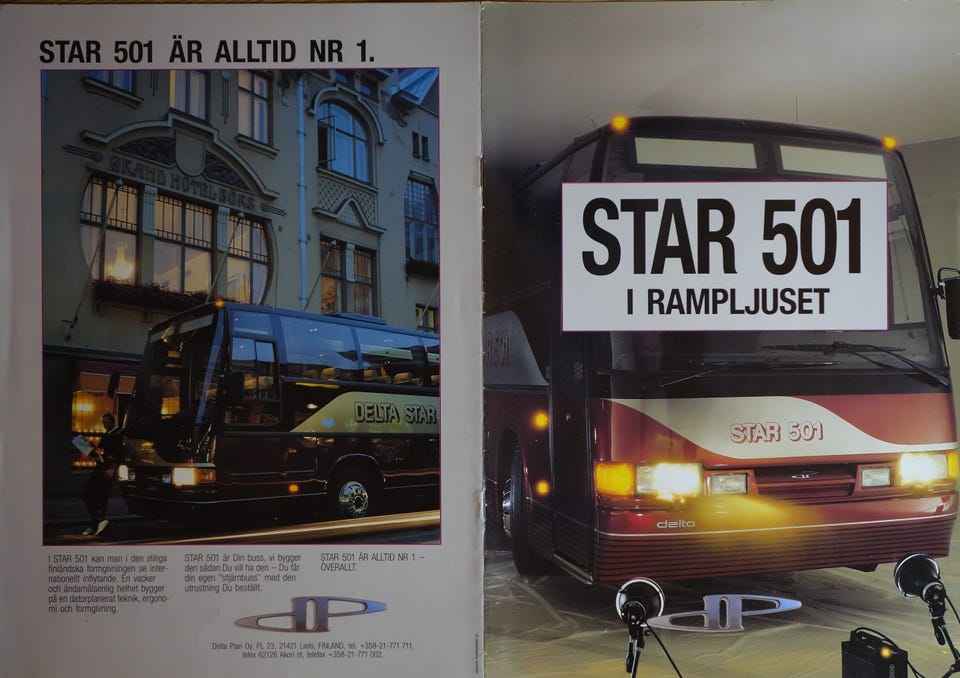 STAR 501 ÄR ALLTID NR 1.
GRAND HOTEL BÖRS
DELTA STAR
I STAR 501 kan man i den stiliga
finländska formgivningen se inter-
nationellt inflytande. En vacker
och ändamålsenlig helhet bygger
på en datorplanerat teknik, ergono-
mi och formgivning.
STAR 501 är Din buss, vi bygger
den sådan Du vill ha den – Du får
din egen "stjärnbuss" med den
utrustning Du beställt.
STAR 501 ÄR ALLTID NR 1 –
ÖVERALLT.
Delta Plan Oy, PL 23, 21421 Lieto, FINLAND, tel. +358-21-771 711,
telex 62126 Akori sf, telefax +358-21-771 002.
STAR 501
I RAMPLJUSET
STAR 501
STAR 501
delta